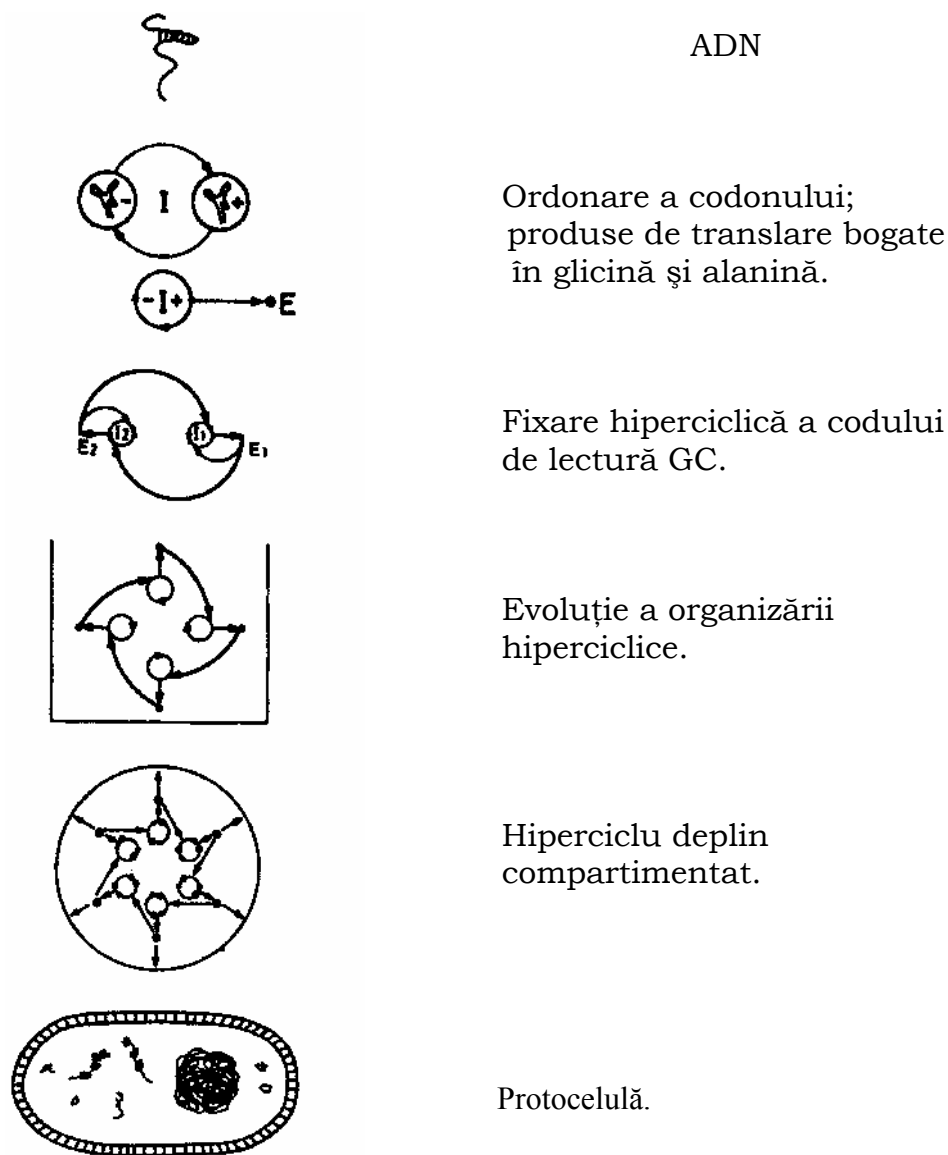 ADN
- I +
Ordonare a codonului;
produse de translare bogate
în glicină şi alanină.
-I+ E
E2 I2 I1 E1
Fixare hiperciclică a codului
de lectură GC.
Evoluţie a organizării
hiperciclice.
Hiperciclu deplin
compartimentat.
Protocelulă.